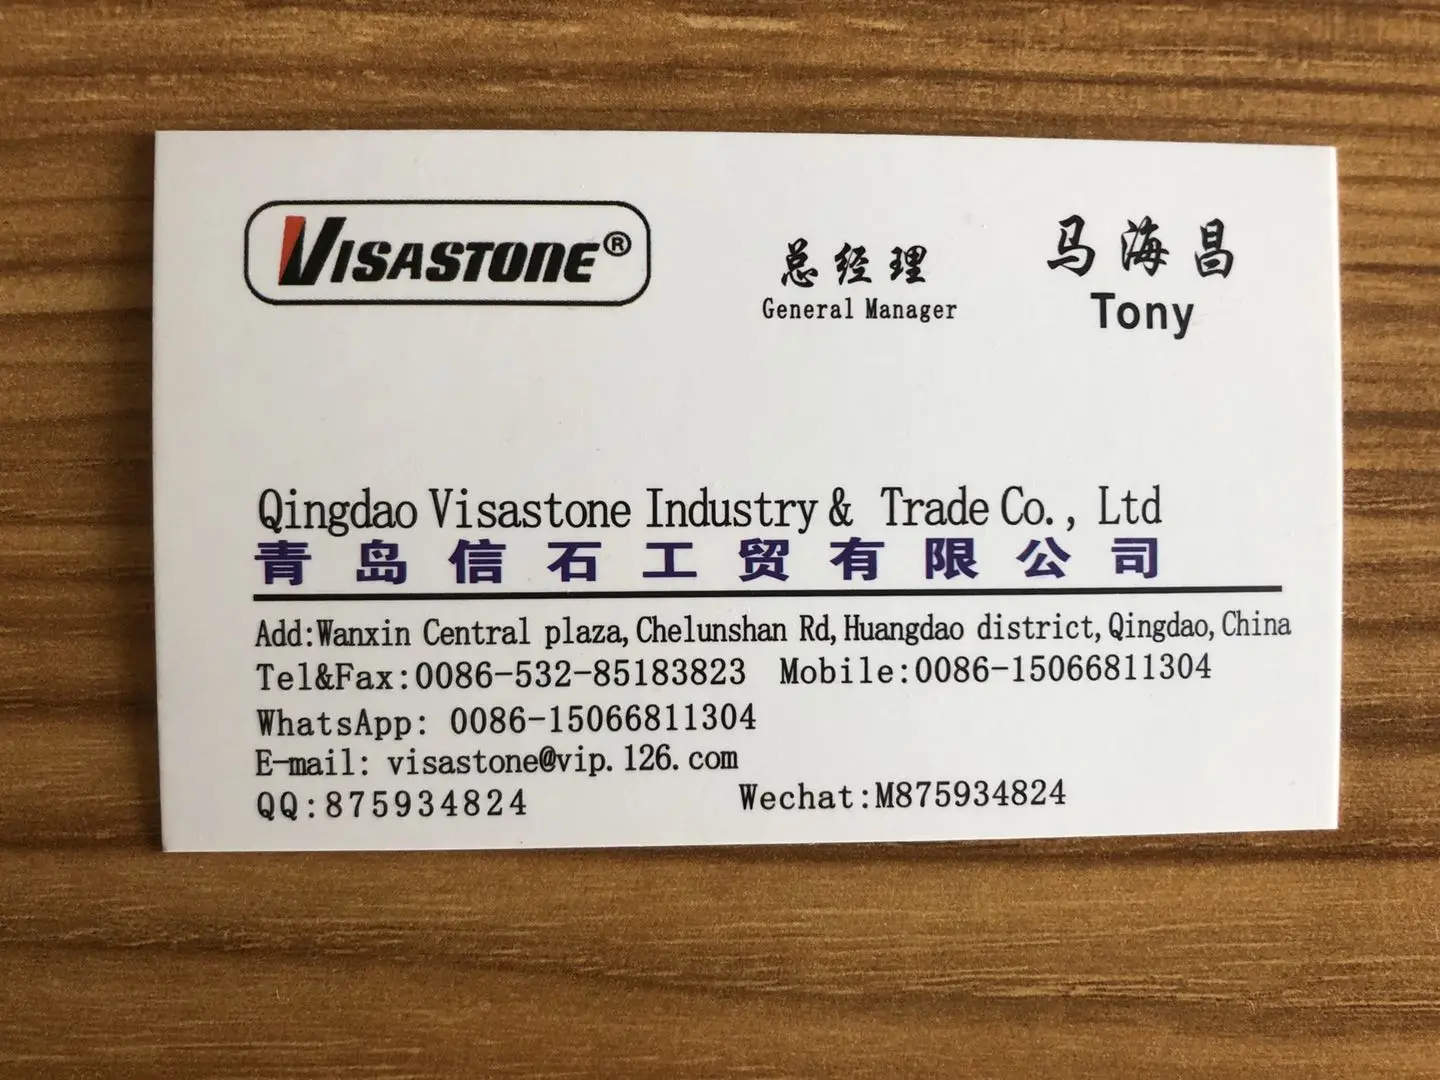 VISASTONE®
总经理 马海昌
General Manager Tony
Qingdao Visastone Industry & Trade Co., Ltd
青岛信石工贸有限公司
Add:Wanxin Central plaza, Chelunshan Rd, Huangdao district, Qingdao, China
Tel&Fax:0086-532-85183823 Mobile:0086-15066811304
WhatsApp: 0086-15066811304
E-mail: visastone@vip.126.com
QQ:875934824 Wechat:M875934824